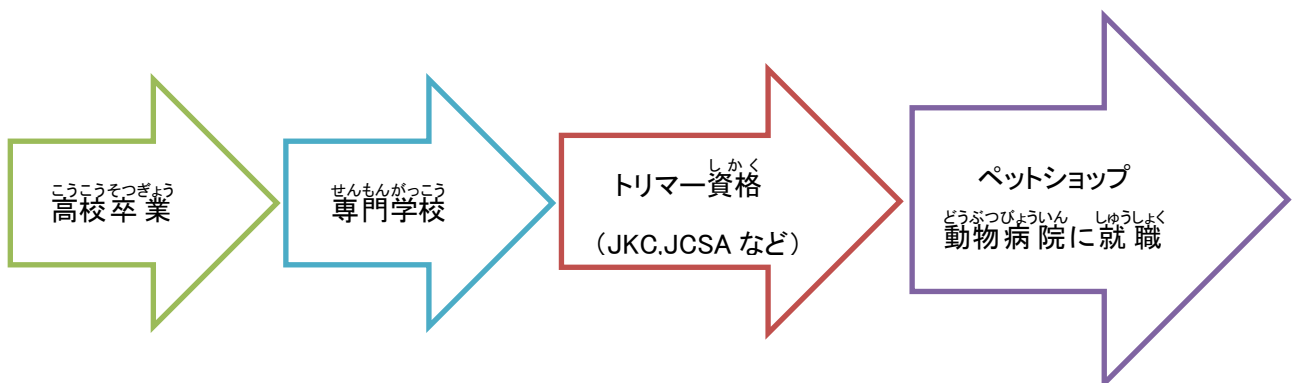 こうこうそつぎょう
高校卒業
せんもんがっこう
専門学校
しかく
トリマー資格
（JKC,JCSA など）
ペットショップ
どうぶつびょういん しゅうしょく
動物病院に就職